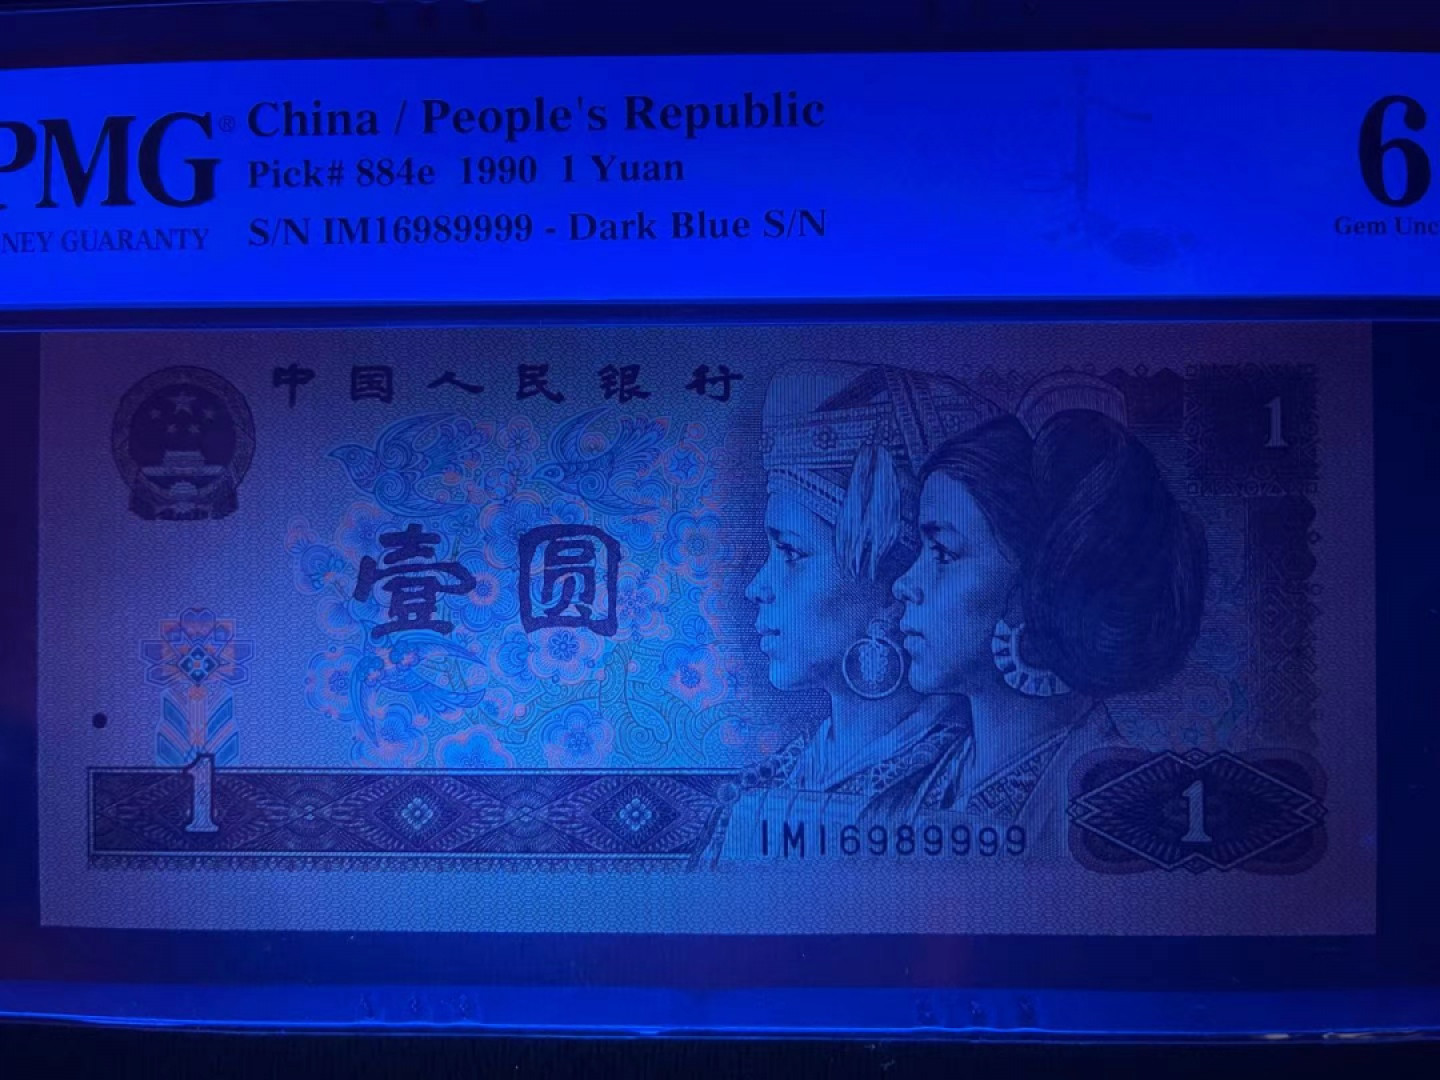 PMG®
NEY GUARANTY
China / People's Republic
Pick# 884e 1990 1 Yuan
S/N IM16989999 - Dark Blue S/N
6
Gem Unc
中国人民银行
1
壹圆
1
1
IM16989999